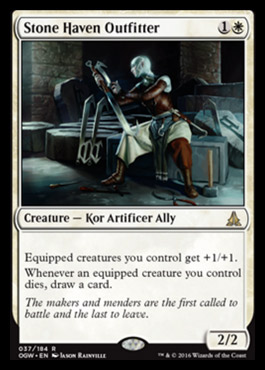 Stone Haven Outfitter 1
Creature — Kor Artificer Ally
Equipped creatures you control get +1/+1.
Whenever an equipped creature you control
dies, draw a card.
The makers and menders are the first called to
battle and the last to leave.
2/2
037/184 R
OGW • EN Jason Rainville ™ & © 2016 Wizards of the Coast